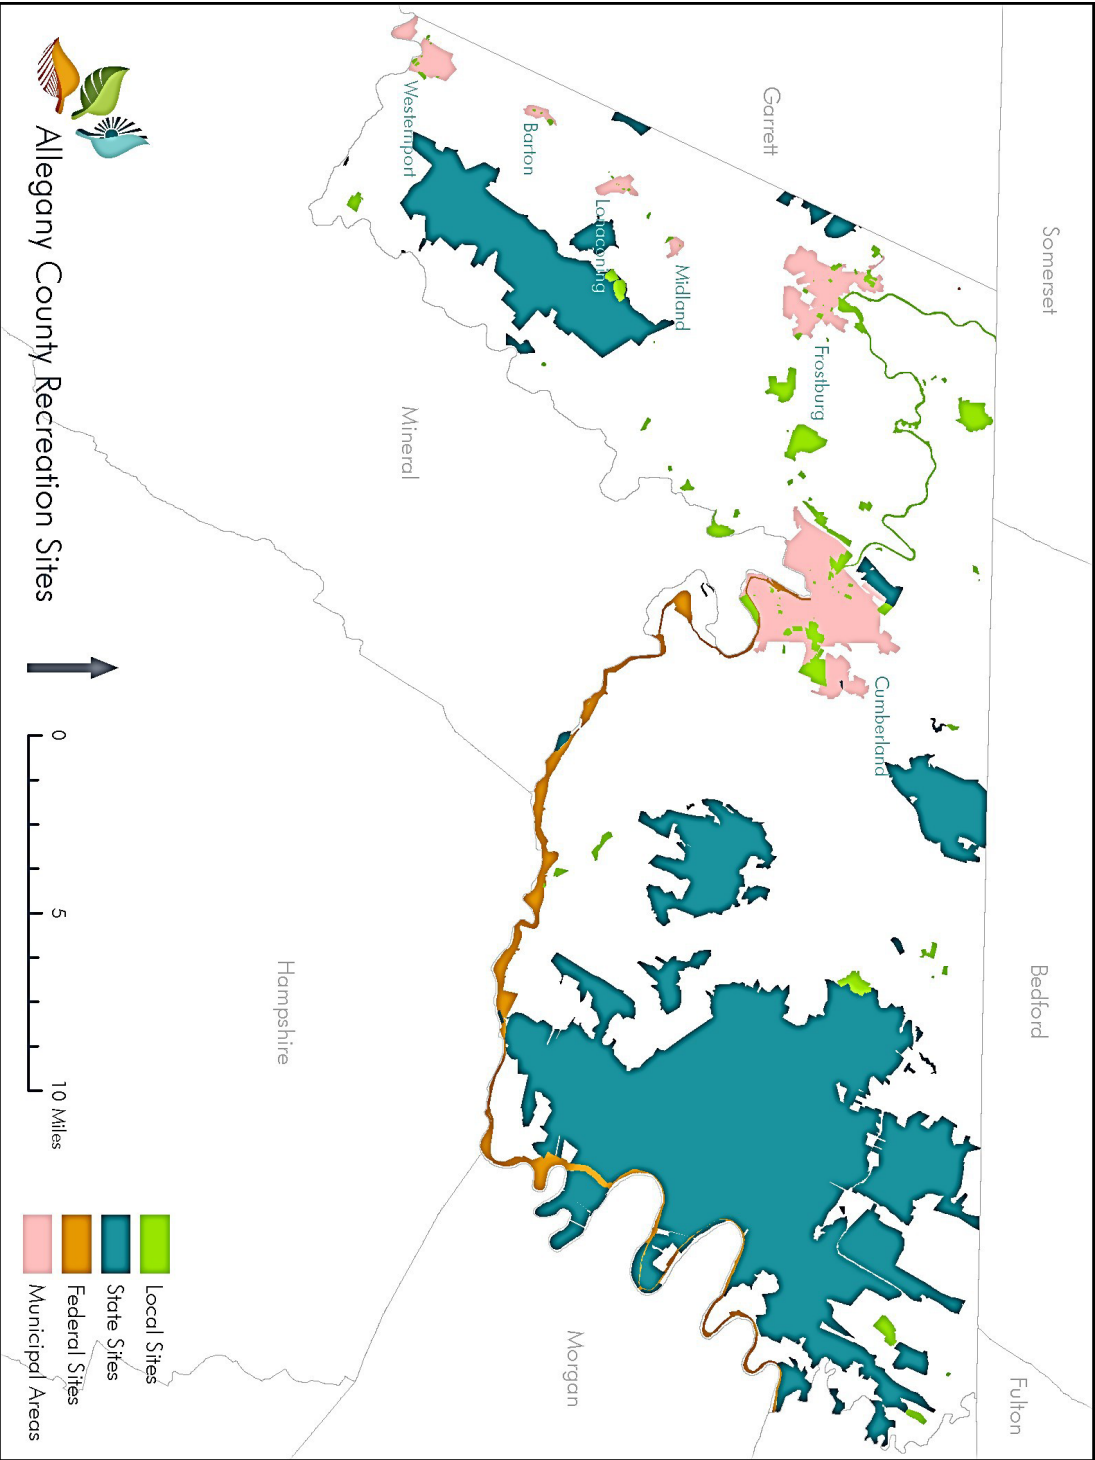 Somerset
Bedford
Fulton
Garrett
Cumberland
Frostburg
Midland
Lonaconing
Barton
Westernport
Mineral
Hampshire
Morgan
Allegany County Recreation Sites
0 5 10 Miles
Local Sites
State Sites
Federal Sites
Municipal Areas